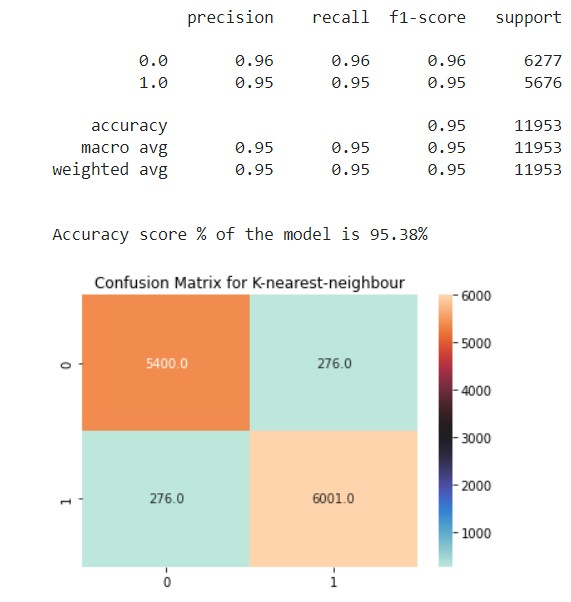 precision recall f1-score support
0.0 0.96 0.96 0.96 6277
1.0 0.95 0.95 0.95 5676
accuracy 0.95 11953
macro avg 0.95 0.95 0.95 11953
weighted avg 0.95 0.95 0.95 11953
Accuracy score % of the model is 95.38%
Confusion Matrix for K-nearest-neighbour
6000
5000
4000
3000
2000
1000
0 5400.0 276.0
1 276.0 6001.0
0 1